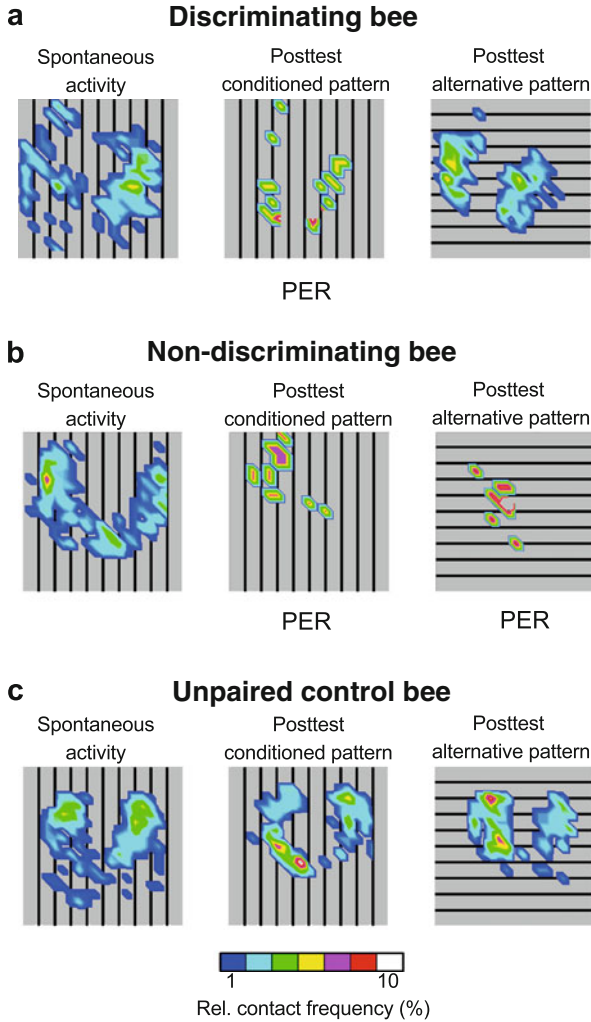 a Discriminating bee
Spontaneous activity
Posttest conditioned pattern
Posttest alternative pattern
PER
b Non-discriminating bee
Spontaneous activity
Posttest conditioned pattern
Posttest alternative pattern
PER PER
c Unpaired control bee
Spontaneous activity
Posttest conditioned pattern
Posttest alternative pattern
1 10
Rel. contact frequency (%)